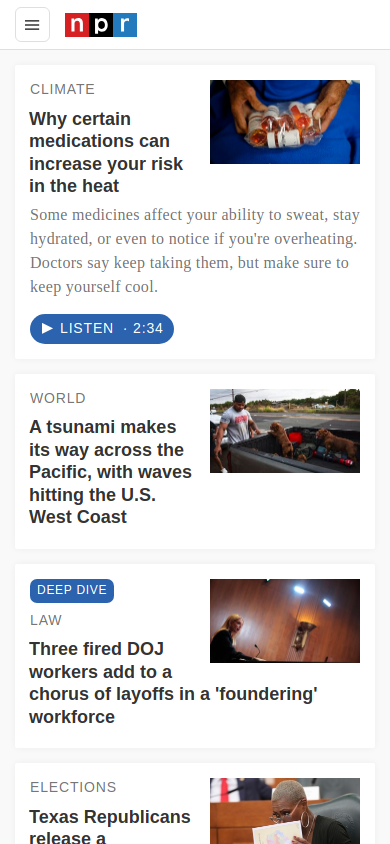 npr
CLIMATE
Why certain
medications can
increase your risk
in the heat
Some medicines affect your ability to sweat, stay
hydrated, or even to notice if you're overheating.
Doctors say keep taking them, but make sure to
keep yourself cool.
LISTEN · 2:34
WORLD
A tsunami makes
its way across the
Pacific, with waves
hitting the U.S.
West Coast
DEEP DIVE
LAW
Three fired DOJ
workers add to a
chorus of layoffs in a 'foundering'
workforce
ELECTIONS
Texas Republicans
release a